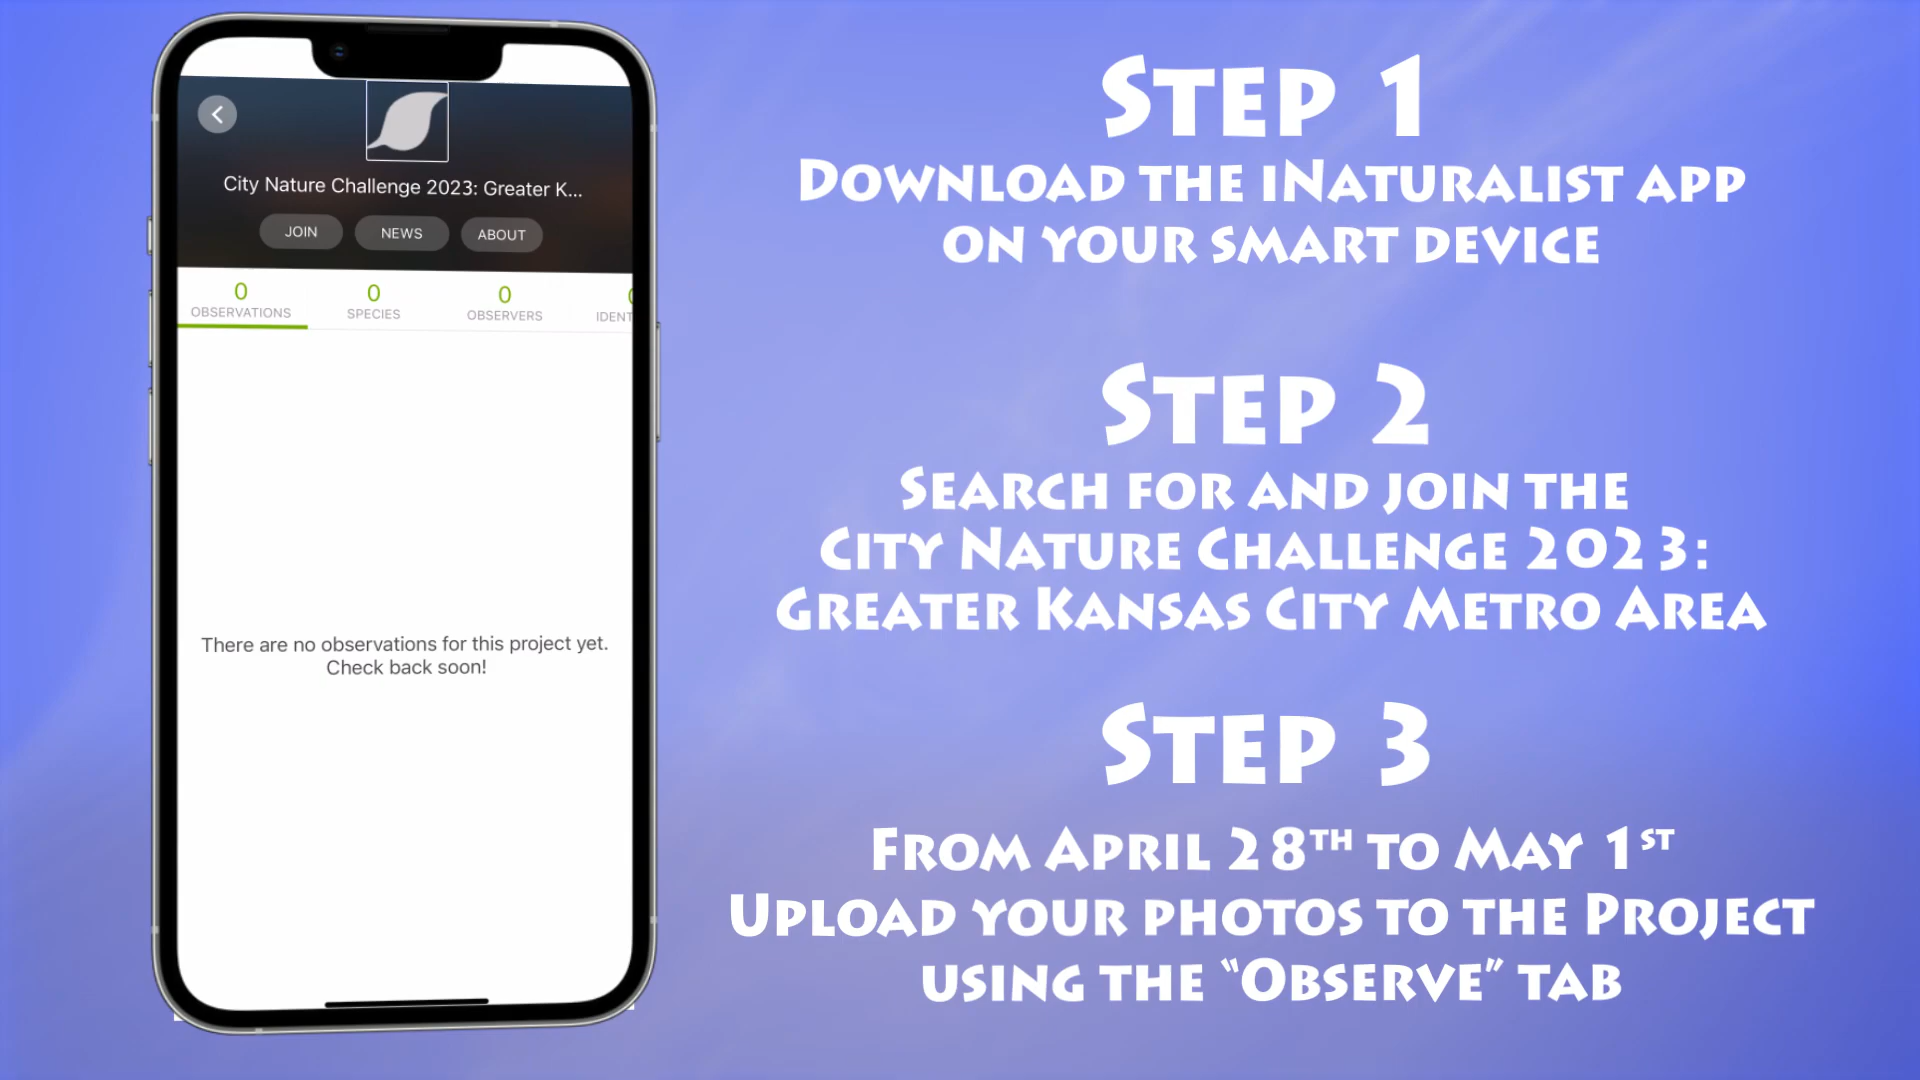 City Nature Challenge 2023: Greater K...
JOIN
NEWS
ABOUT
0
OBSERVATIONS
0
SPECIES
0
OBSERVERS
IDENT
There are no observations for this project yet.
Check back soon!
Step 1
Download the iNaturalist app
on your smart device
Step 2
Search for and join the
City Nature Challenge 2023:
Greater Kansas City Metro Area
Step 3
From April 28th to May 1st
Upload your photos to the Project
using the “Observe” tab